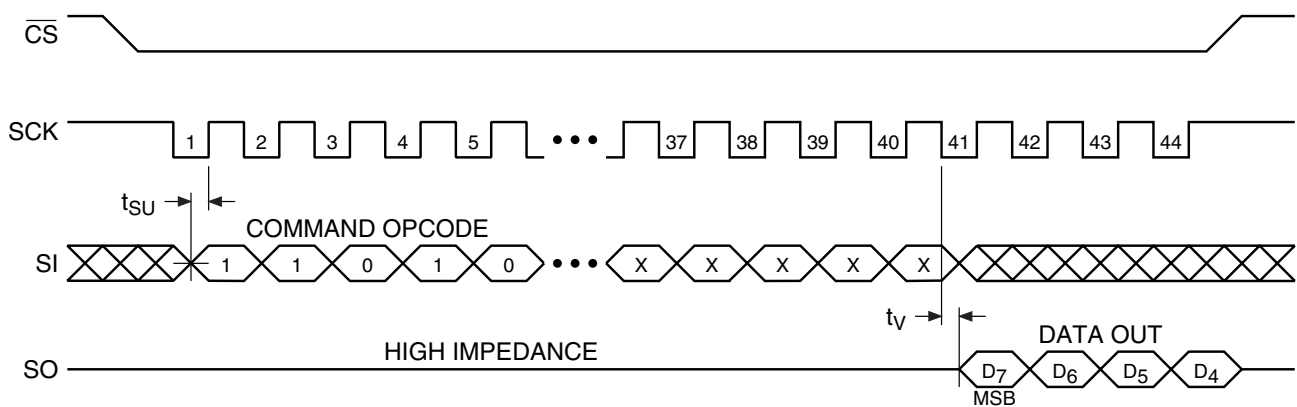 CS
SCK 1 2 3 4 5 ••• 37 38 39 40 41 42 43 44
tSU
COMMAND OPCODE
SI 1 1 0 1 0 ••• X X X X X
tV
HIGH IMPEDANCE DATA OUT
SO D7 D6 D5 D4
MSB